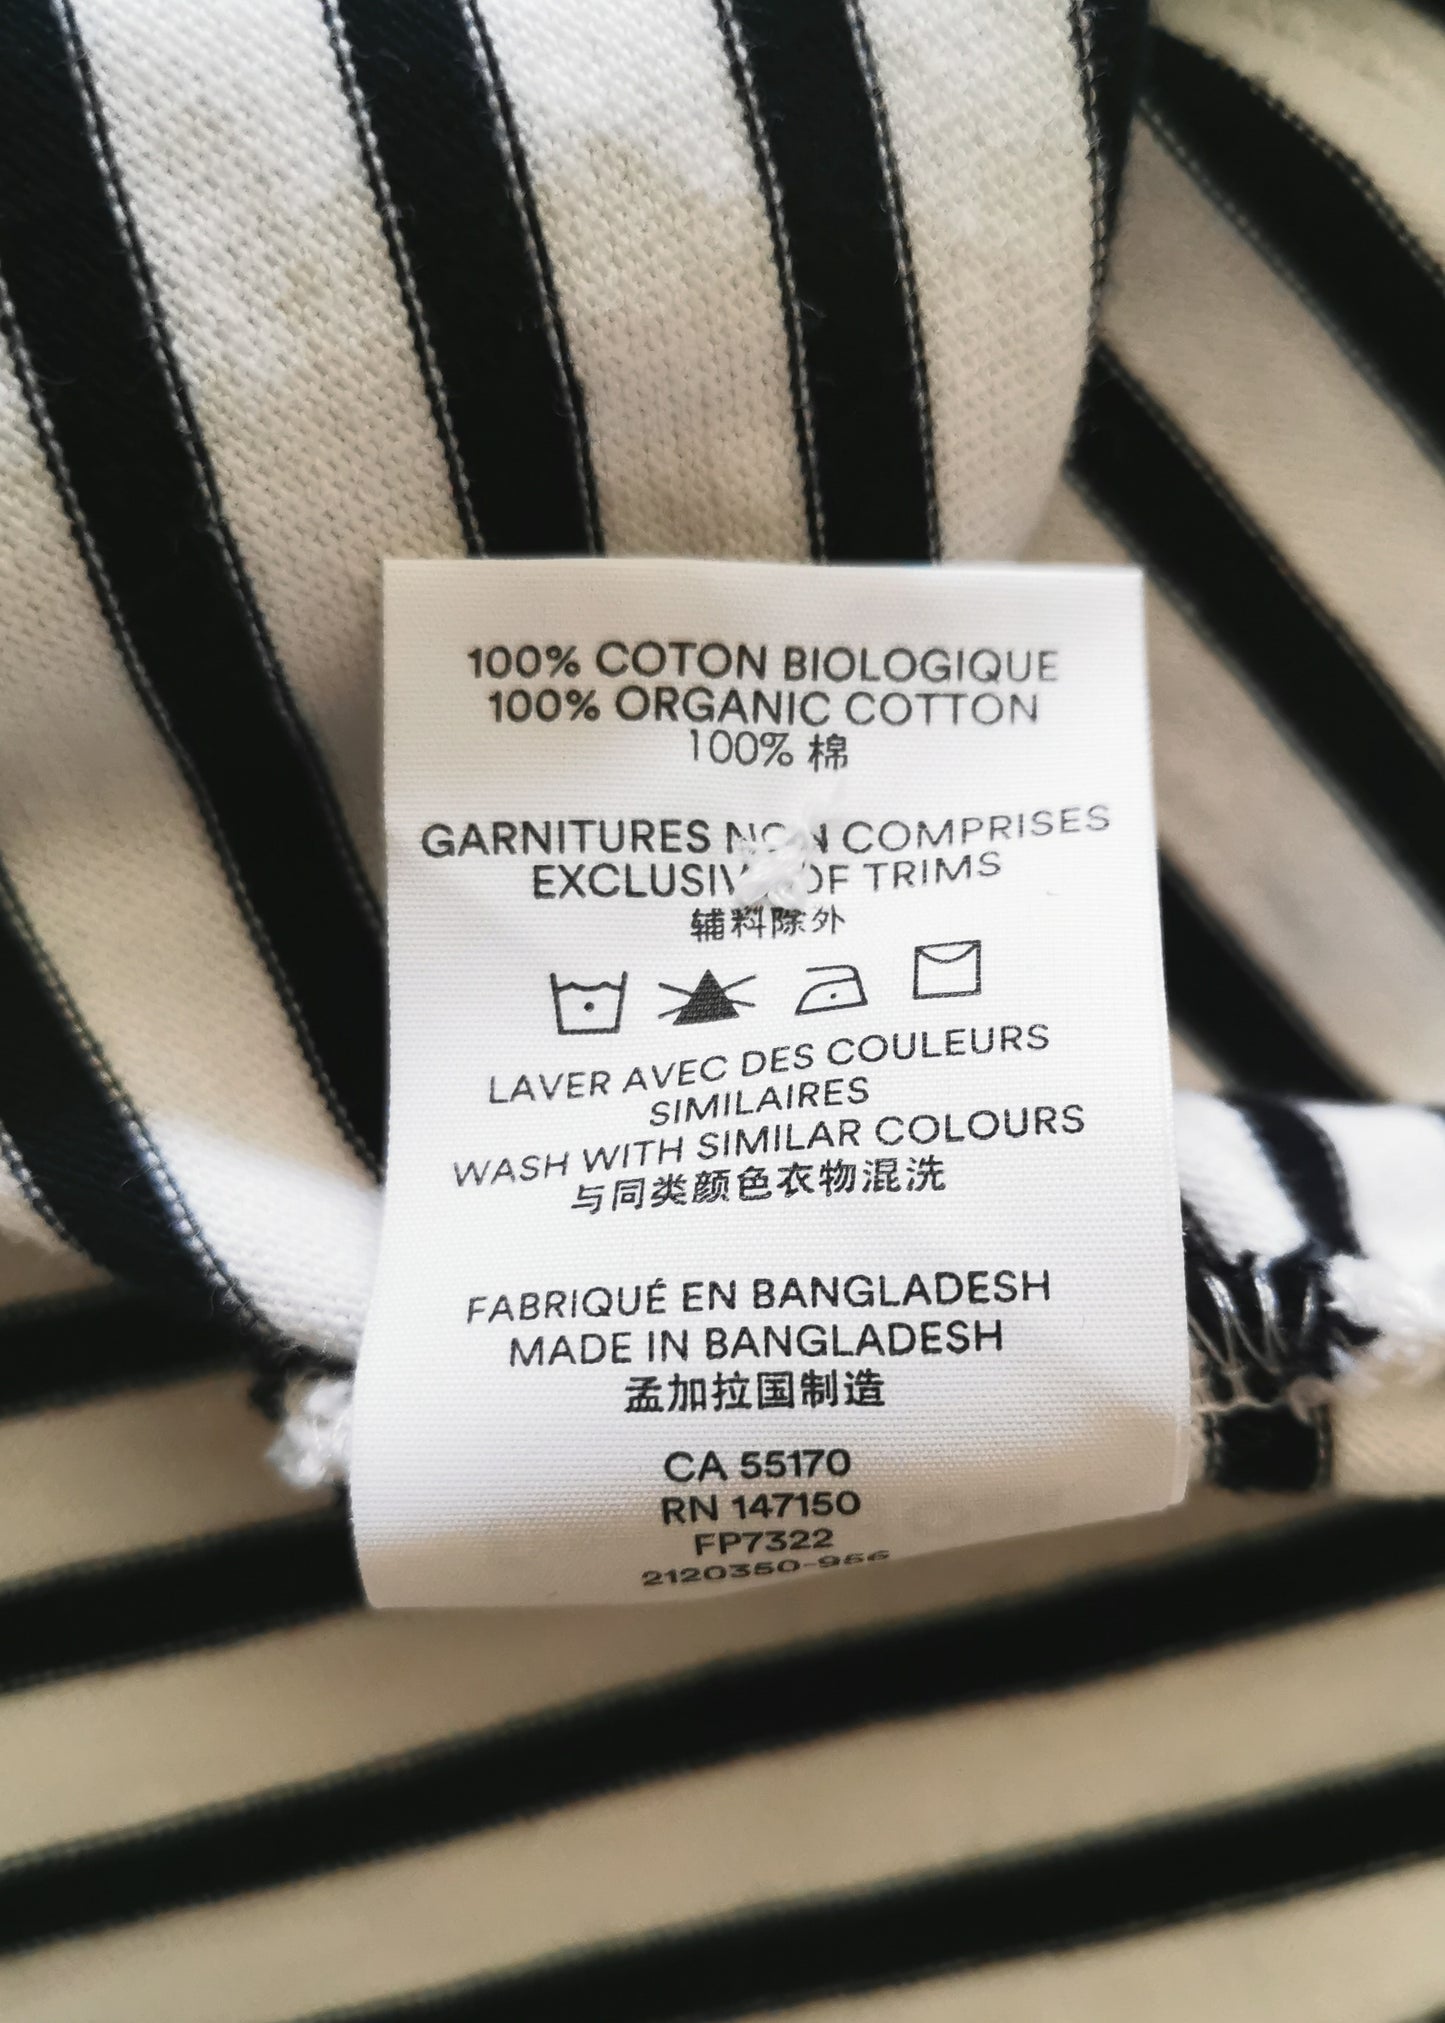 100% COTON BIOLOGIQUE
100% ORGANIC COTTON
100% 棉
GARNITURES NON COMPRISES
EXCLUSIVE OF TRIMS
辅料除外
LAVER AVEC DES COULEURS
SIMILAIRES
WASH WITH SIMILAR COLOURS
与同类颜色衣物混洗
FABRIQUÉ EN BANGLADESH
MADE IN BANGLADESH
孟加拉国制造
CA 55170
RN 147150
FP7322
2120350-956